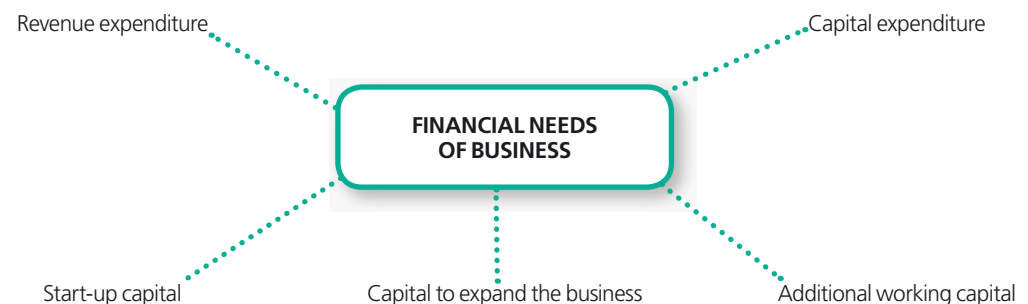 Revenue expenditure
Capital expenditure
FINANCIAL NEEDS
OF BUSINESS
Start-up capital
Capital to expand the business
Additional working capital